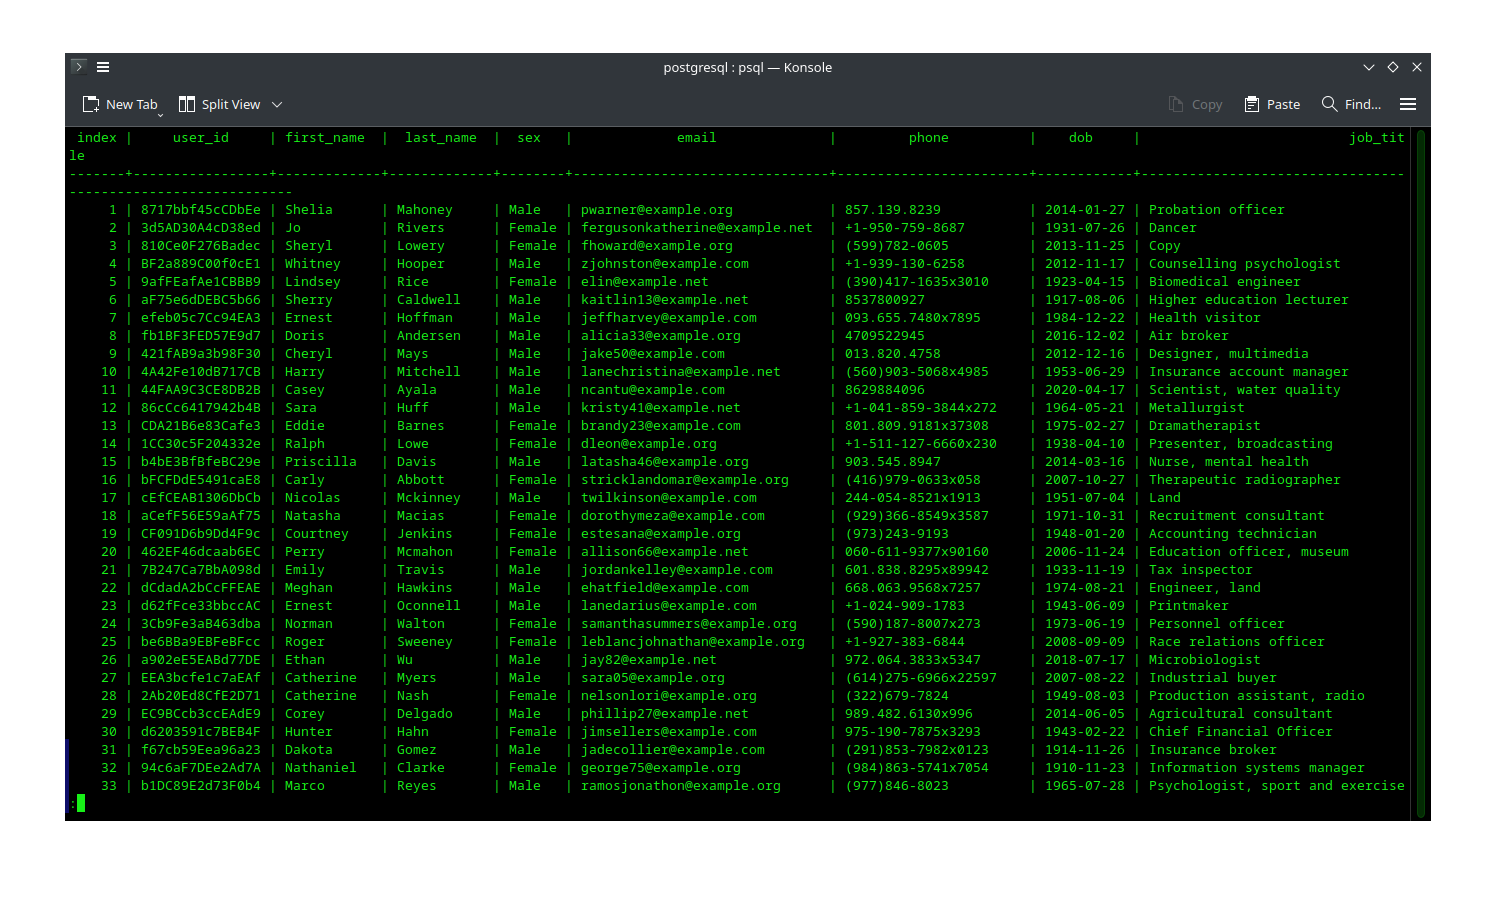 postgresql : psql — Konsole
New Tab Split View Copy Paste Find...
 index |     user_id     | first_name  |  last_name  |  sex   |             email              |         phone          |    dob     |                          job_tit
le
-------+-----------------+-------------+-------------+--------+--------------------------------+------------------------+------------+---------------------------------
----------------------------
     1 | 8717bbf45cCDbEe | Shelia      | Mahoney     | Male   | pwarner@example.org            | 857.139.8239           | 2014-01-27 | Probation officer
     2 | 3d5AD30A4cD38ed | Jo          | Rivers      | Female | fergusonkatherine@example.net  | +1-950-759-8687        | 1931-07-26 | Dancer
     3 | 810Ce0F276Badec | Sheryl      | Lowery      | Female | fhoward@example.org            | (599)782-0605          | 2013-11-25 | Copy
     4 | BF2a889C00f0cE1 | Whitney     | Hooper      | Male   | zjohnston@example.com          | +1-939-130-6258        | 2012-11-17 | Counselling psychologist
     5 | 9afFEafAe1CBBB9 | Lindsey     | Rice        | Female | elin@example.net               | (390)417-1635x3010     | 1923-04-15 | Biomedical engineer
     6 | aF75e6dDEBC5b66 | Sherry      | Caldwell    | Male   | kaitlin13@example.net          | 8537800927             | 1917-08-06 | Higher education lecturer
     7 | efeb05c7Cc94EA3 | Ernest      | Hoffman     | Male   | jeffharvey@example.com         | 093.655.7480x7895      | 1984-12-22 | Health visitor
     8 | fb1BF3FED57E9d7 | Doris       | Andersen    | Male   | alicia33@example.org           | 4709522945             | 2016-12-02 | Air broker
     9 | 421fAB9a3b98F30 | Cheryl      | Mays        | Male   | jake50@example.com             | 013.820.4758           | 2012-12-16 | Designer, multimedia
    10 | 4A42Fe10dB717CB | Harry       | Mitchell    | Male   | lanechristina@example.net      | (560)903-5068x4985     | 1953-06-29 | Insurance account manager
    11 | 44FAA9C3CE8DB2B | Casey       | Ayala       | Male   | ncantu@example.com             | 8629884096             | 2020-04-17 | Scientist, water quality
    12 | 86cCc6417942b4B | Sara        | Huff        | Male   | kristy41@example.net           | +1-041-859-3844x272    | 1964-05-21 | Metallurgist
    13 | CDA21B6e83Cafe3 | Eddie       | Barnes      | Female | brandy23@example.com           | 801.809.9181x37308     | 1975-02-27 | Dramatherapist
    14 | 1CC30c5F204332e | Ralph       | Lowe        | Female | dleon@example.org              | +1-511-127-6660x230    | 1938-04-10 | Presenter, broadcasting
    15 | b4bE3BfBfeBC29e | Priscilla   | Davis       | Male   | latasha46@example.org          | 903.545.8947           | 2014-03-16 | Nurse, mental health
    16 | bFCFDdE5491caE8 | Carly       | Abbott      | Female | stricklandomar@example.org     | (416)979-0633x058      | 2007-10-27 | Therapeutic radiographer
    17 | cEfCEAB1306DbCb | Nicolas     | Mckinney    | Male   | twilkinson@example.com         | 244-054-8521x1913      | 1951-07-04 | Land
    18 | aCefF56E59aAf75 | Natasha     | Macias      | Female | dorothymeza@example.com        | (929)366-8549x3587     | 1971-10-31 | Recruitment consultant
    19 | CF091D6b9Dd4F9c | Courtney    | Jenkins     | Female | estesana@example.org           | (973)243-9193          | 1948-01-20 | Accounting technician
    20 | 462EF46dcaab6EC | Perry       | Mcmahon     | Female | allison66@example.net          | 060-611-9377x90160     | 2006-11-24 | Education officer, museum
    21 | 7B247Ca7BbA098d | Emily       | Travis      | Male   | jordankelley@example.com       | 601.838.8295x89942     | 1933-11-19 | Tax inspector
    22 | dCdadA2bCcFFEAE | Meghan      | Hawkins     | Male   | ehatfield@example.com          | 668.063.9568x7257      | 1974-08-21 | Engineer, land
    23 | d62fFce33bbccAC | Ernest      | Oconnell    | Male   | lanedarius@example.com         | +1-024-909-1783        | 1943-06-09 | Printmaker
    24 | 3Cb9Fe3aB463dba | Norman      | Walton      | Female | samanthasummers@example.org    | (590)187-8007x273      | 1973-06-19 | Personnel officer
    25 | be6BBa9EBFeBFcc | Roger       | Sweeney     | Female | leblancjohnathan@example.org   | +1-927-383-6844        | 2008-09-09 | Race relations officer
    26 | a902eE5EABd77DE | Ethan       | Wu          | Male   | jay82@example.net              | 972.064.3833x5347      | 2018-07-17 | Microbiologist
    27 | EEA3bcfe1c7aEAf | Catherine   | Myers       | Male   | sara05@example.org             | (614)275-6966x22597    | 2007-08-22 | Industrial buyer
    28 | 2Ab20Ed8CfE2D71 | Catherine   | Nash        | Female | nelsonlori@example.org         | (322)679-7824          | 1949-08-03 | Production assistant, radio
    29 | EC9BCcb3ccEAdE9 | Corey       | Delgado     | Male   | phillip27@example.net          | 989.482.6130x996       | 2014-06-05 | Agricultural consultant
    30 | d6203591c7BEB4F | Hunter      | Hahn        | Female | jimsellers@example.com         | 975-190-7875x3293      | 1943-02-22 | Chief Financial Officer
    31 | f67cb59Eea96a23 | Dakota      | Gomez       | Male   | jadecollier@example.com        | (291)853-7982x0123     | 1914-11-26 | Insurance broker
    32 | 94c6aF7DEe2Ad7A | Nathaniel   | Clarke      | Female | george75@example.org           | (984)863-5741x7054     | 1910-11-23 | Information systems manager
    33 | b1DC89E2d73F0b4 | Marco       | Reyes       | Male   | ramosjonathon@example.org      | (977)846-8023          | 1965-07-28 | Psychologist, sport and exercise
: